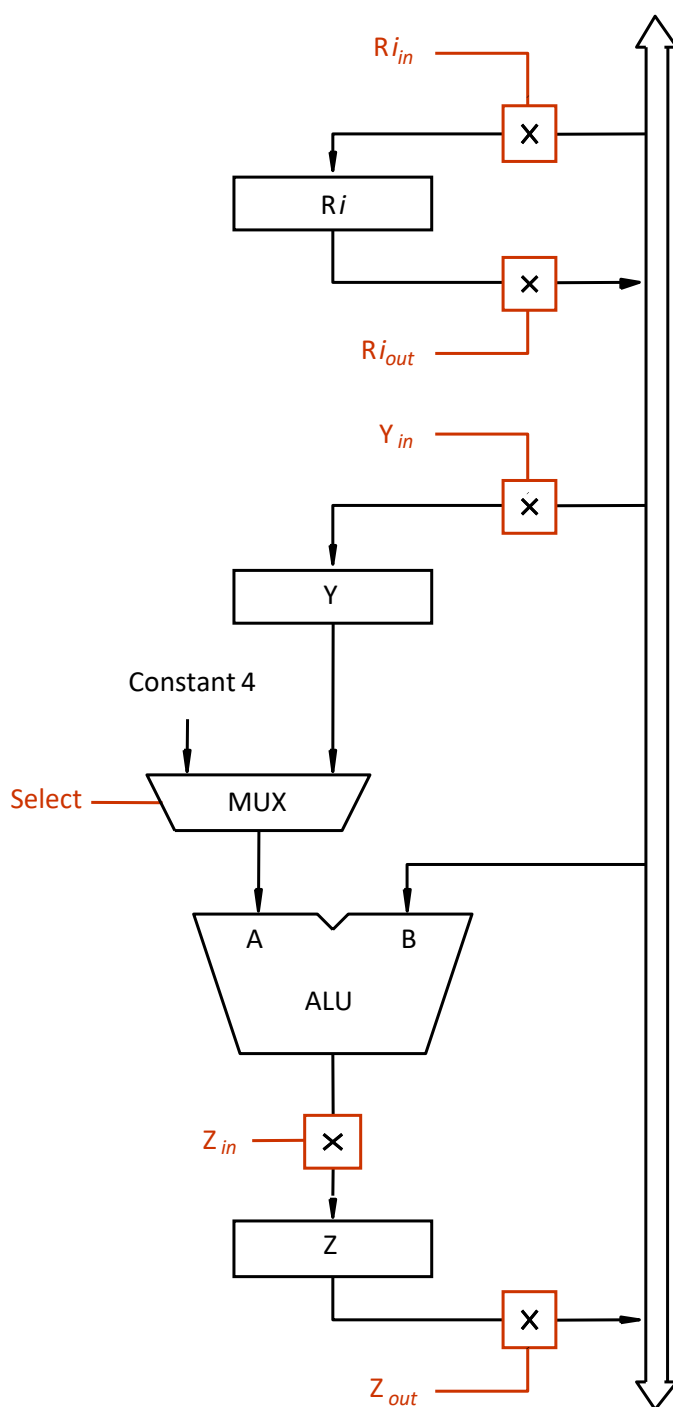 Ri_in
Ri
Ri_out
Y_in
Y
Constant 4
Select
MUX
A
B
ALU
Z_in
Z
Z_out